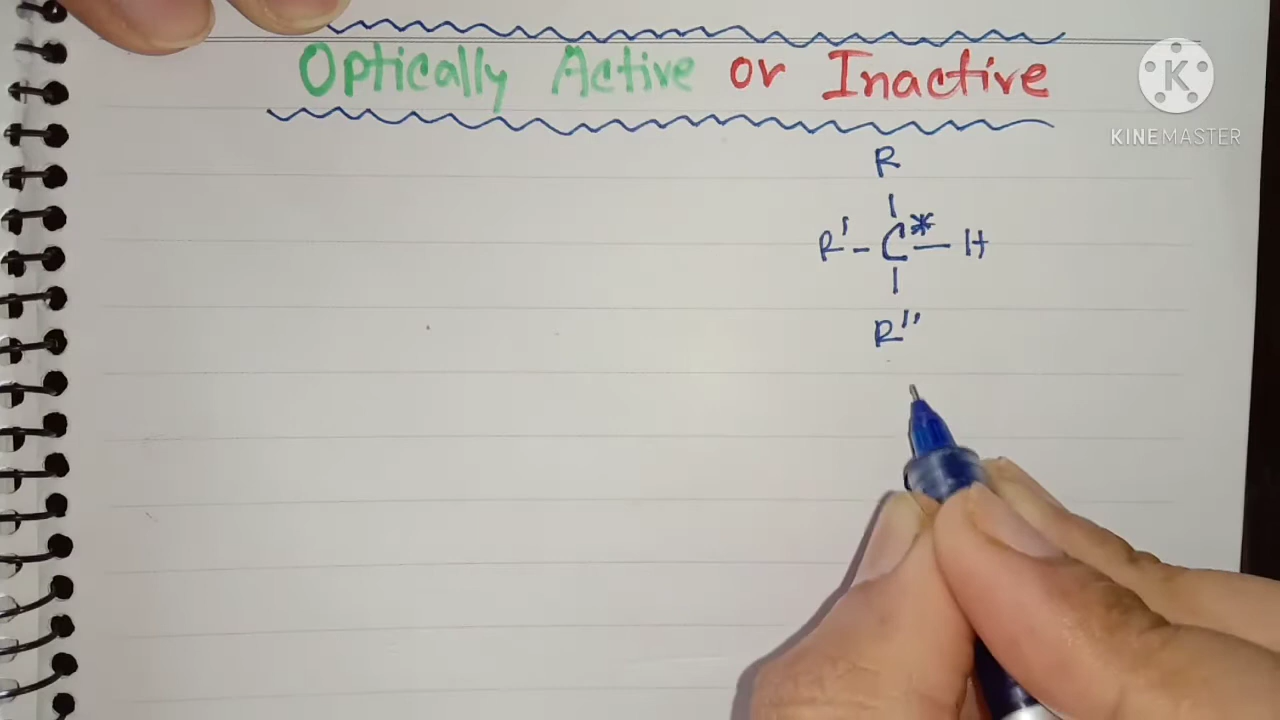 Optically Active or Inactive
K
KINEMASTER
R
R' - C* - H
R''